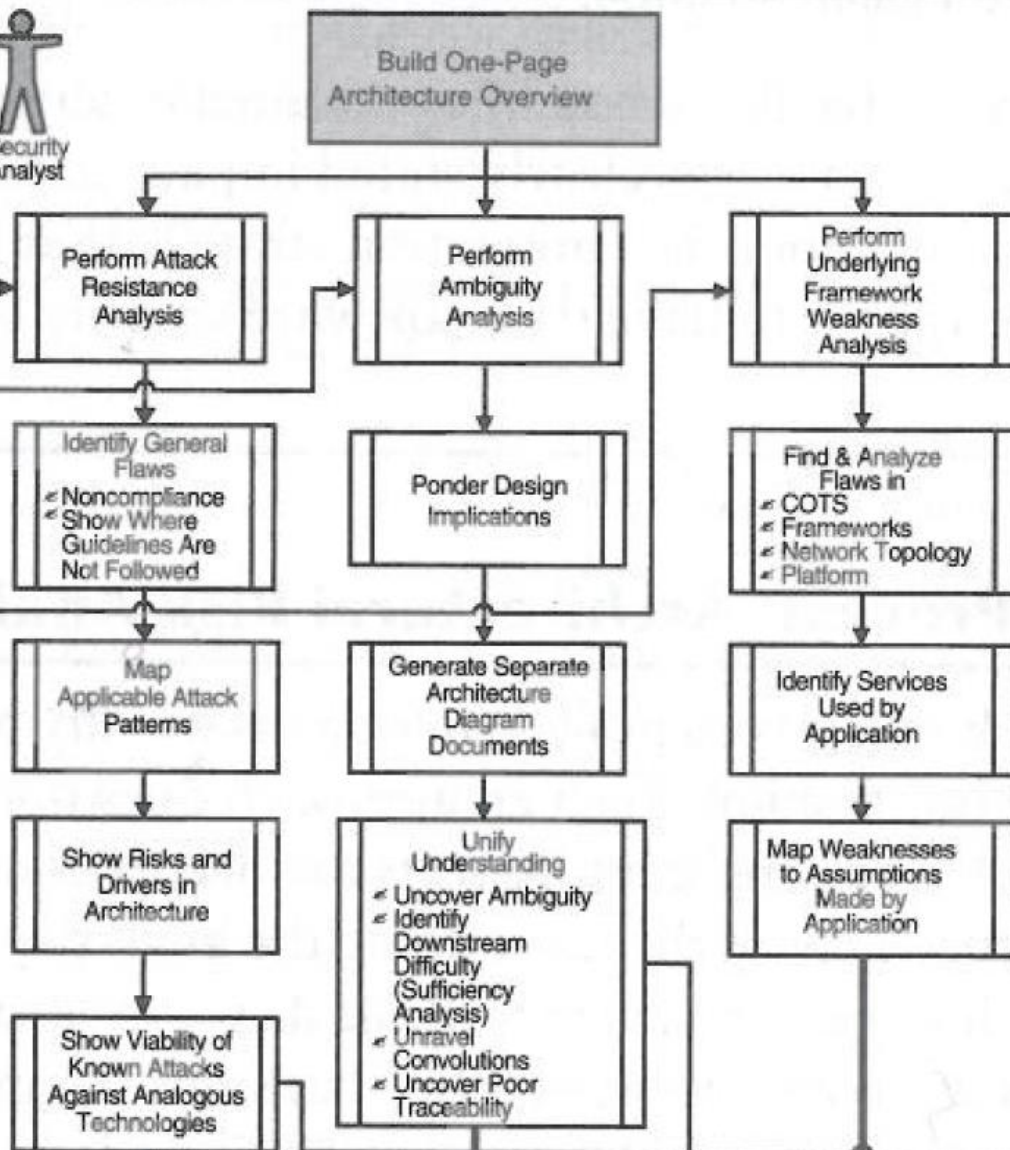 Build One-Page
Architecture Overview
ecurity
nalyst
Perform Attack
Resistance
Analysis
Perform
Ambiguity
Analysis
Perform
Underlying
Framework
Weakness
Analysis
Identify General
Flaws
Noncompliance
Show Where
Guidelines Are
Not Followed
Ponder Design
Implications
Find & Analyze
Flaws in
COTS
Frameworks
Network Topology
Platform
Map
Applicable Attack
Patterns
Generate Separate
Architecture
Diagram
Documents
Identify Services
Used by
Application
Show Risks and
Drivers in
Architecture
Unify
Understanding
Uncover Ambiguity
Identify
Downstream
Difficulty
(Sufficiency
Analysis)
Unravel
Convolutions
Uncover Poor
Traceability
Map Weaknesses
to Assumptions
Made by
Application
Show Viability of
Known Attacks
Against Analogous
Technologies